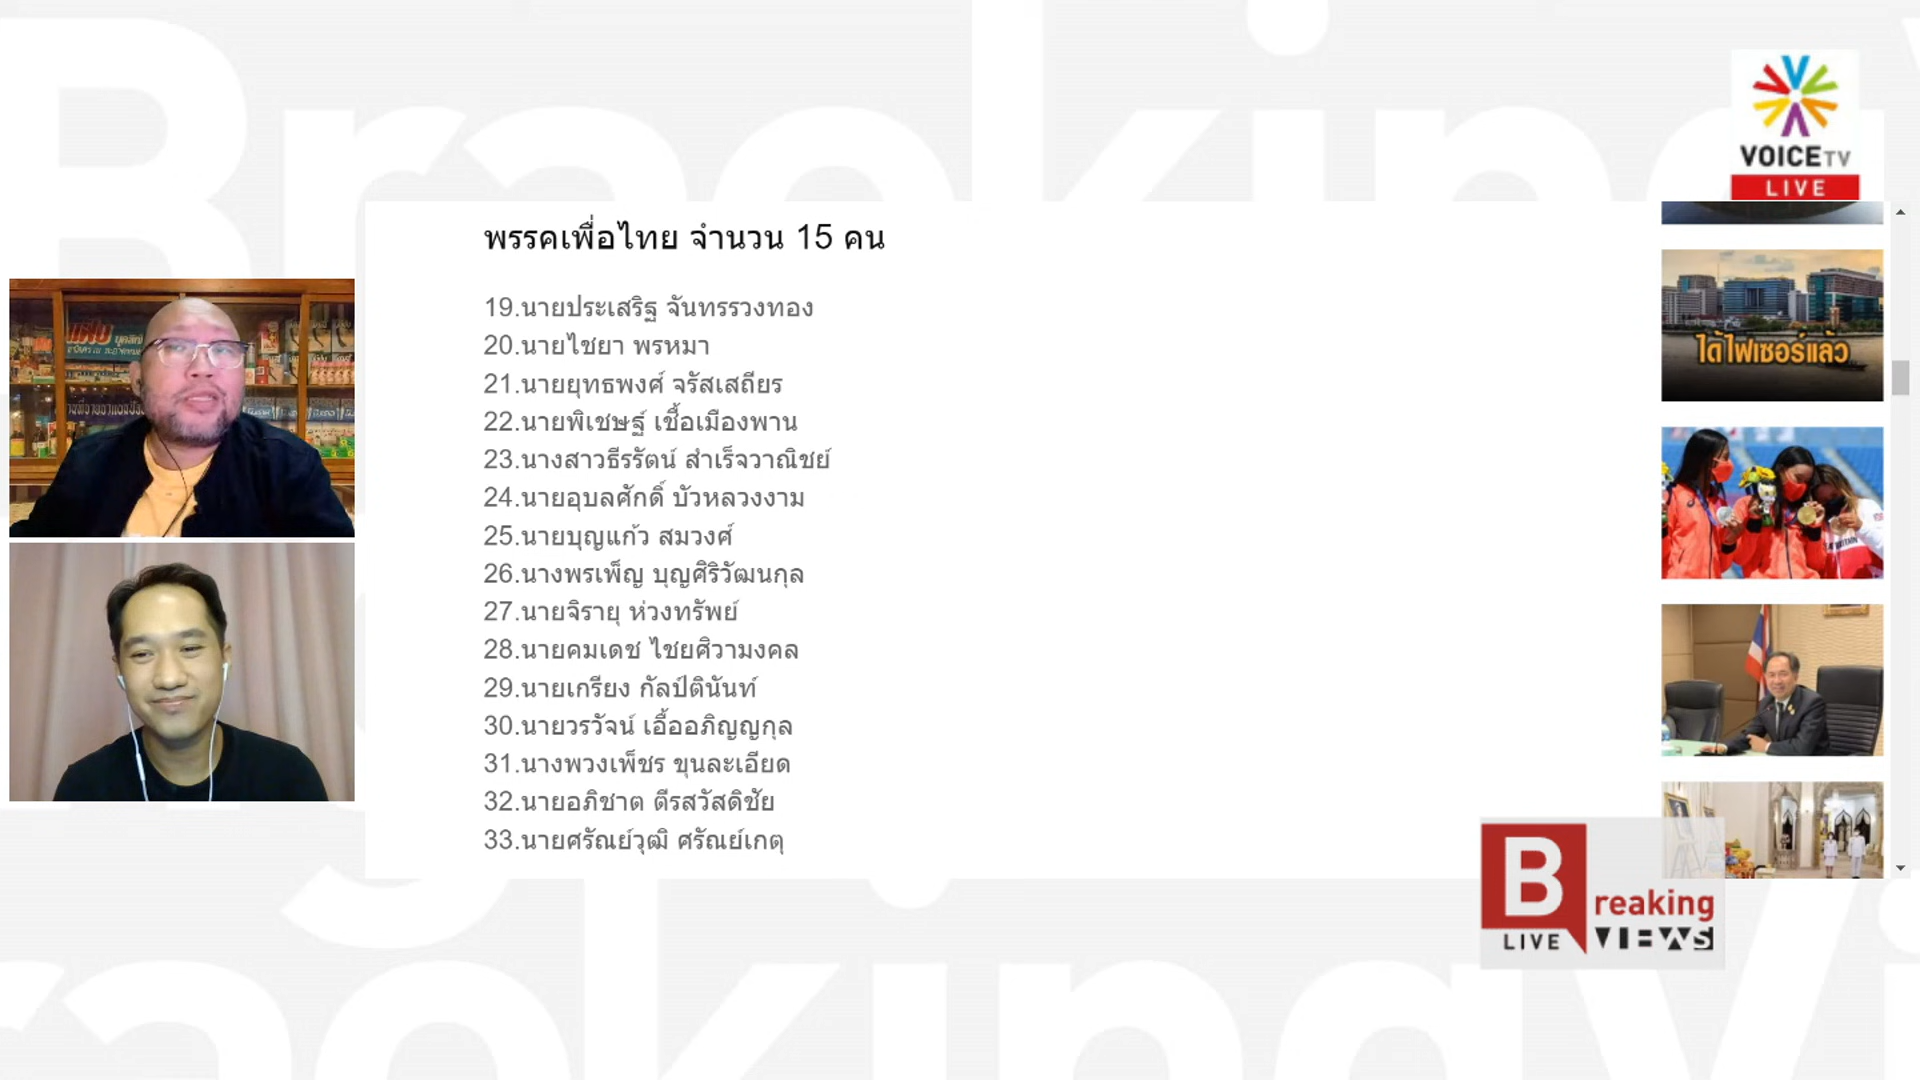 VOICE TV
LIVE
พรรคเพื่อไทย จำนวน 15 คน
19.นายประเสริฐ จันทรรวงทอง
20.นายไชยา พรหมา
21.นายยุทธพงศ์ จรัสเสถียร
22.นายพิเชษฐ์ เชื้อเมืองพาน
23.นางสาวธีรรัตน์ สำเร็จวาณิชย์
24.นายอุบลศักดิ์ บัวหลวงงาม
25.นายบุญแก้ว สมวงศ์
26.นางพรเพ็ญ บุญศิริวัฒนกุล
27.นายจิรายุ ห่วงทรัพย์
28.นายคมเดช ไชยศิวามงคล
29.นายเกรียง กัลป์ตินันท์
30.นายวรวัจน์ เอื้ออภิญญกุล
31.นางพวงเพ็ชร ขุนละเอียด
32.นายอภิชาต ตีรสวัสดิชัย
33.นายศรัณย์วุฒิ ศรัณย์เกตุ
ได้ไฟเซอร์แล้ว
Breaking
LIVE VIEWS